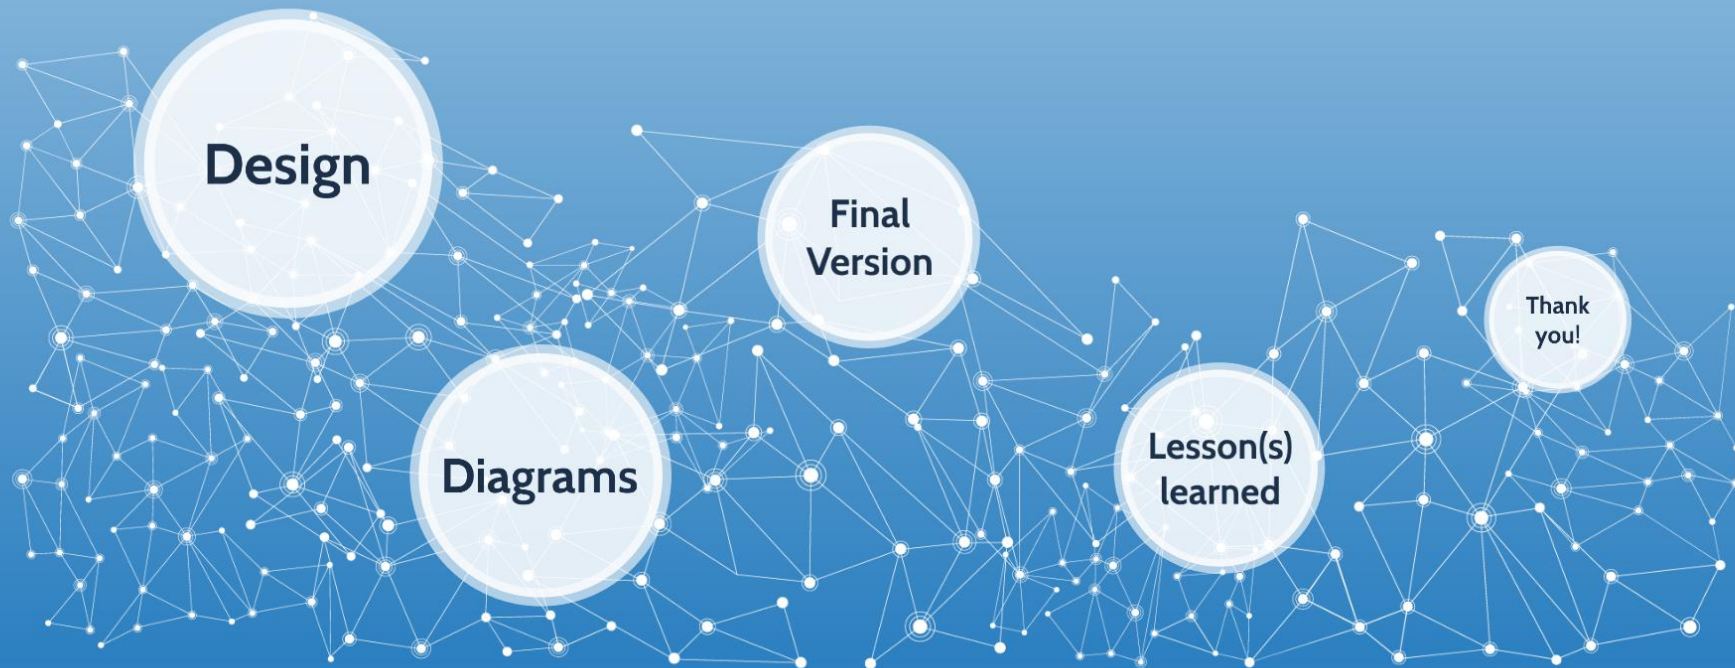 Design
Diagrams
Final
Version
Lesson(s)
learned
Thank
you!